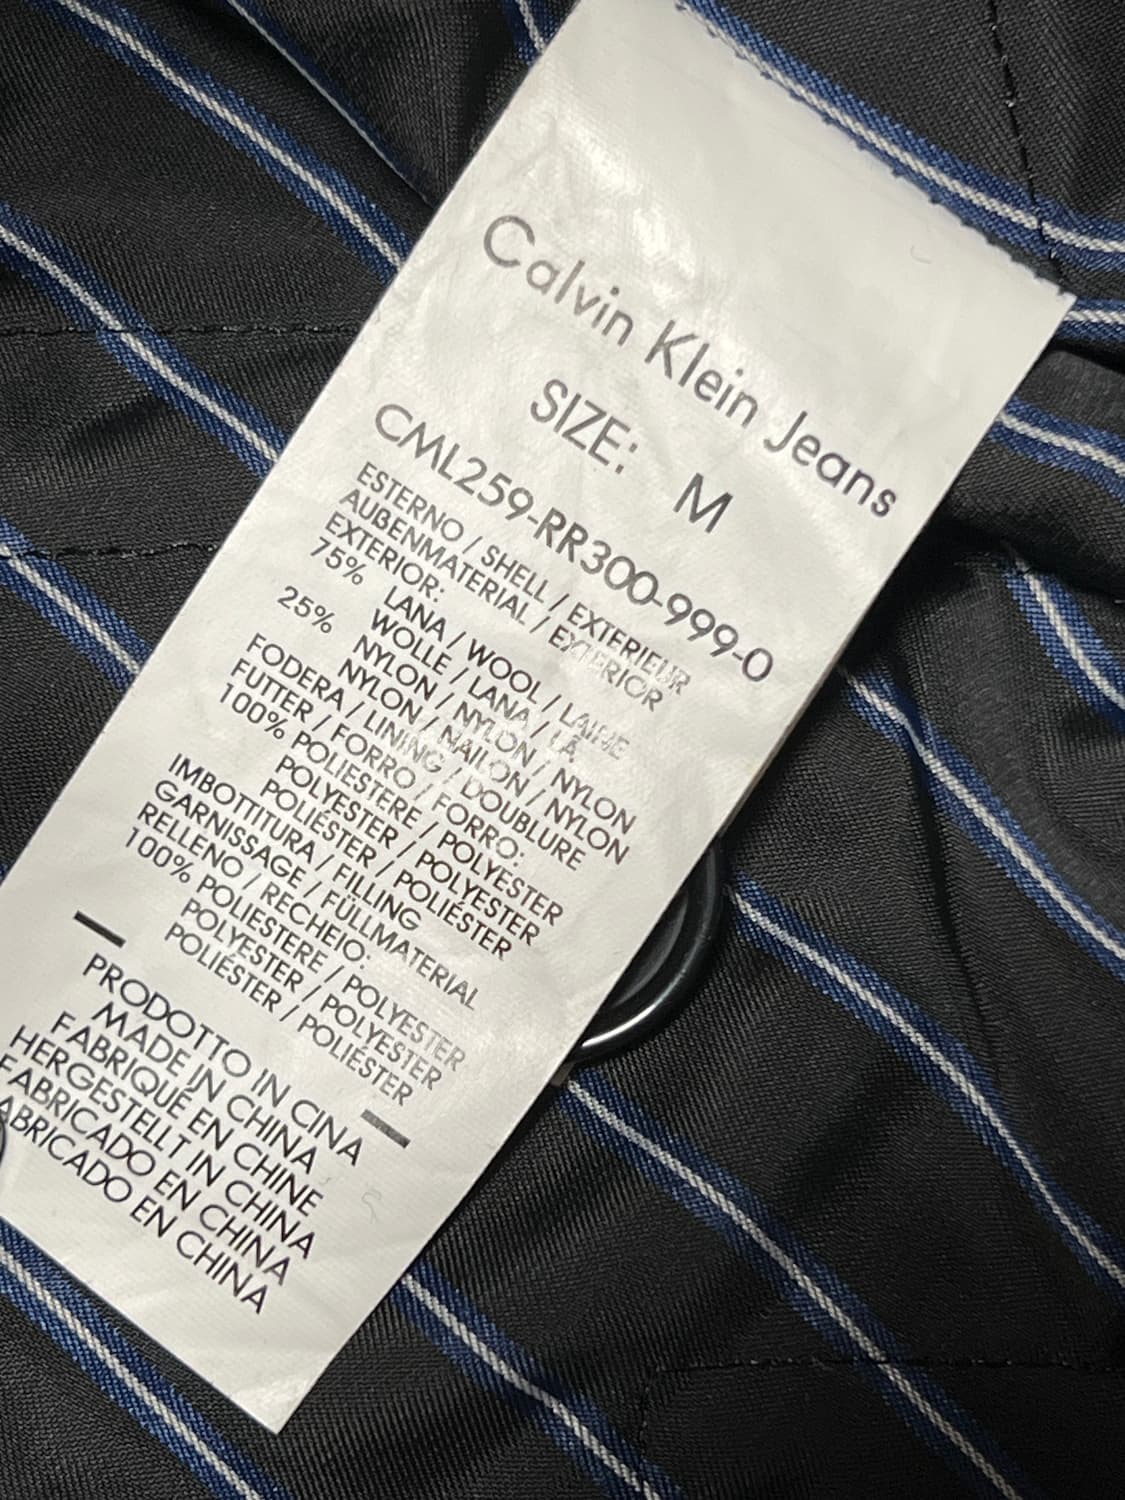 Calvin Klein Jeans
SIZE: M
CML259-RR300-999-0
ESTERNO / SHELL / EXTERIEUR
AUßENMATERIAL / EXTERIOR
EXTERIOR:
75% LANA / WOOL / LAINE
WOLLE / LANA / LÃ
25% NYLON / NYLON / NYLON
NYLON / NAILON / NYLON
FODERA / LINING / DOUBLURE
FUTTER / FORRO / FORRO:
100% POLIESTERE / POLYESTER
POLYESTER / POLYESTER
POLIÉSTER / POLIÉSTER
IMBOTTITURA / FILLING
GARNISSAGE / FÜLLMATERIAL
RELLENO / RECHEIO:
100% POLIESTERE / POLYESTER
POLYESTER / POLYESTER
POLIÉSTER / POLIÉSTER
PRODOTTO IN CINA
MADE IN CHINA
FABRIQUÉ EN CHINE
HERGESTELLT IN CHINA
FABRICADO EN CHINA
ABRICADO EN CHINA